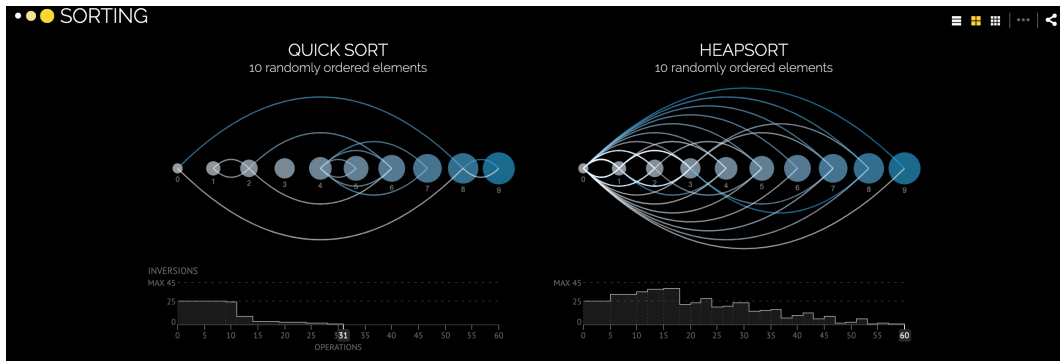 SORTING
QUICK SORT
10 randomly ordered elements
0 1 2 3 4 5 6 7 8 9
INVERSIONS
MAX 45
25
0
0 5 10 15 20 25 31 35 40 45 50 55 60
OPERATIONS
HEAPSORT
10 randomly ordered elements
0 1 2 3 4 5 6 7 8 9
MAX 45
25
0
0 5 10 15 20 25 30 35 40 45 50 55 60